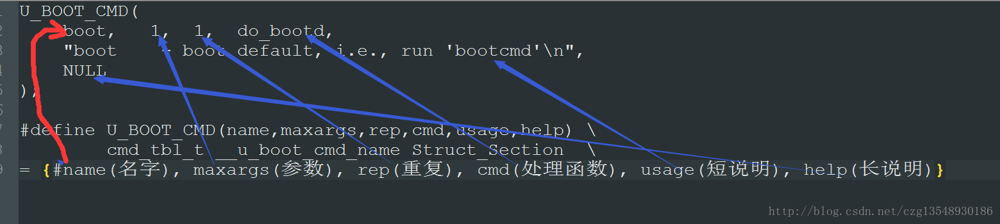 U_BOOT_CMD(
boot, 1, 1, do_bootd,
"boot - boot default, i.e., run 'bootcmd'\n",
NULL
);
#define U_BOOT_CMD(name,maxargs,rep,cmd,usage,help) \
cmd_tbl_t __u_boot_cmd_name Struct_Section \
= {#name(名字), maxargs(参数), rep(重复), cmd(处理函数), usage(短说明), help(长说明)}
http://blog.csdn.net/czg13548930186